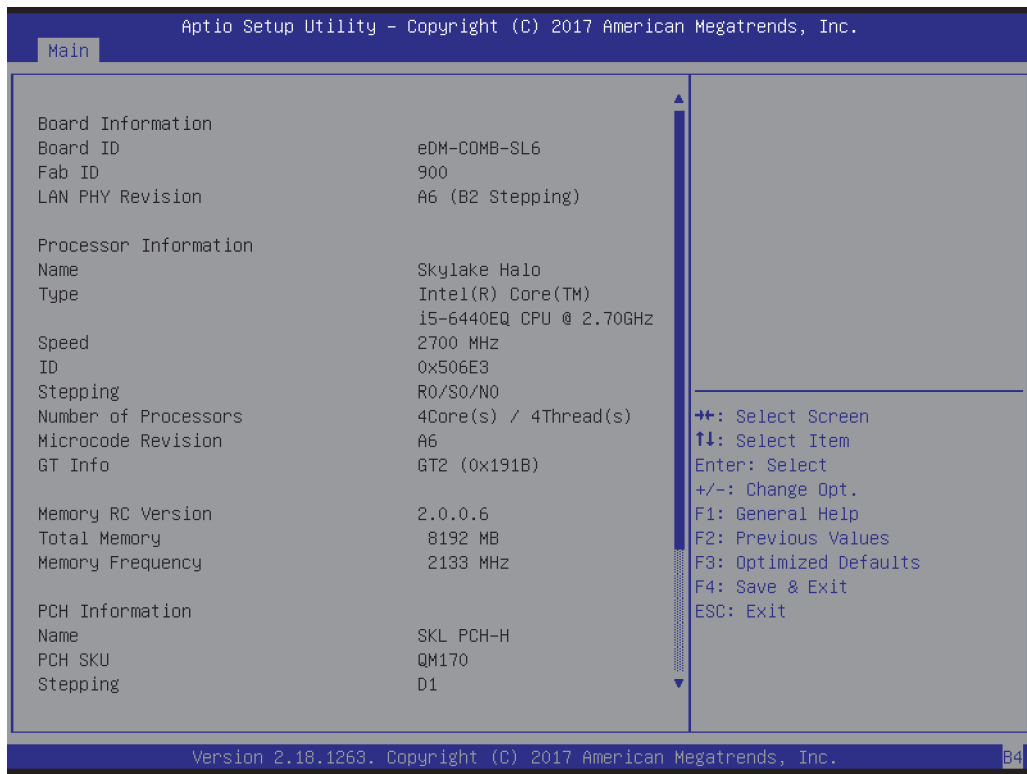 Aptio Setup Utility – Copyright (C) 2017 American Megatrends, Inc.
Main
Board Information
Board ID eDM-COMB-SL6
Fab ID 900
LAN PHY Revision A6 (B2 Stepping)
Processor Information
Name Skylake Halo
Type Intel(R) Core(TM)
i5-6440EQ CPU @ 2.70GHz
Speed 2700 MHz
ID 0x506E3
Stepping R0/S0/N0
Number of Processors 4Core(s) / 4Thread(s)
Microcode Revision A6
GT Info GT2 (0x191B)
Memory RC Version 2.0.0.6
Total Memory 8192 MB
Memory Frequency 2133 MHz
PCH Information
Name SKL PCH-H
PCH SKU QM170
Stepping D1
→←: Select Screen
↑↓: Select Item
Enter: Select
+/-: Change Opt.
F1: General Help
F2: Previous Values
F3: Optimized Defaults
F4: Save & Exit
ESC: Exit
Version 2.18.1263. Copyright (C) 2017 American Megatrends, Inc.
B4